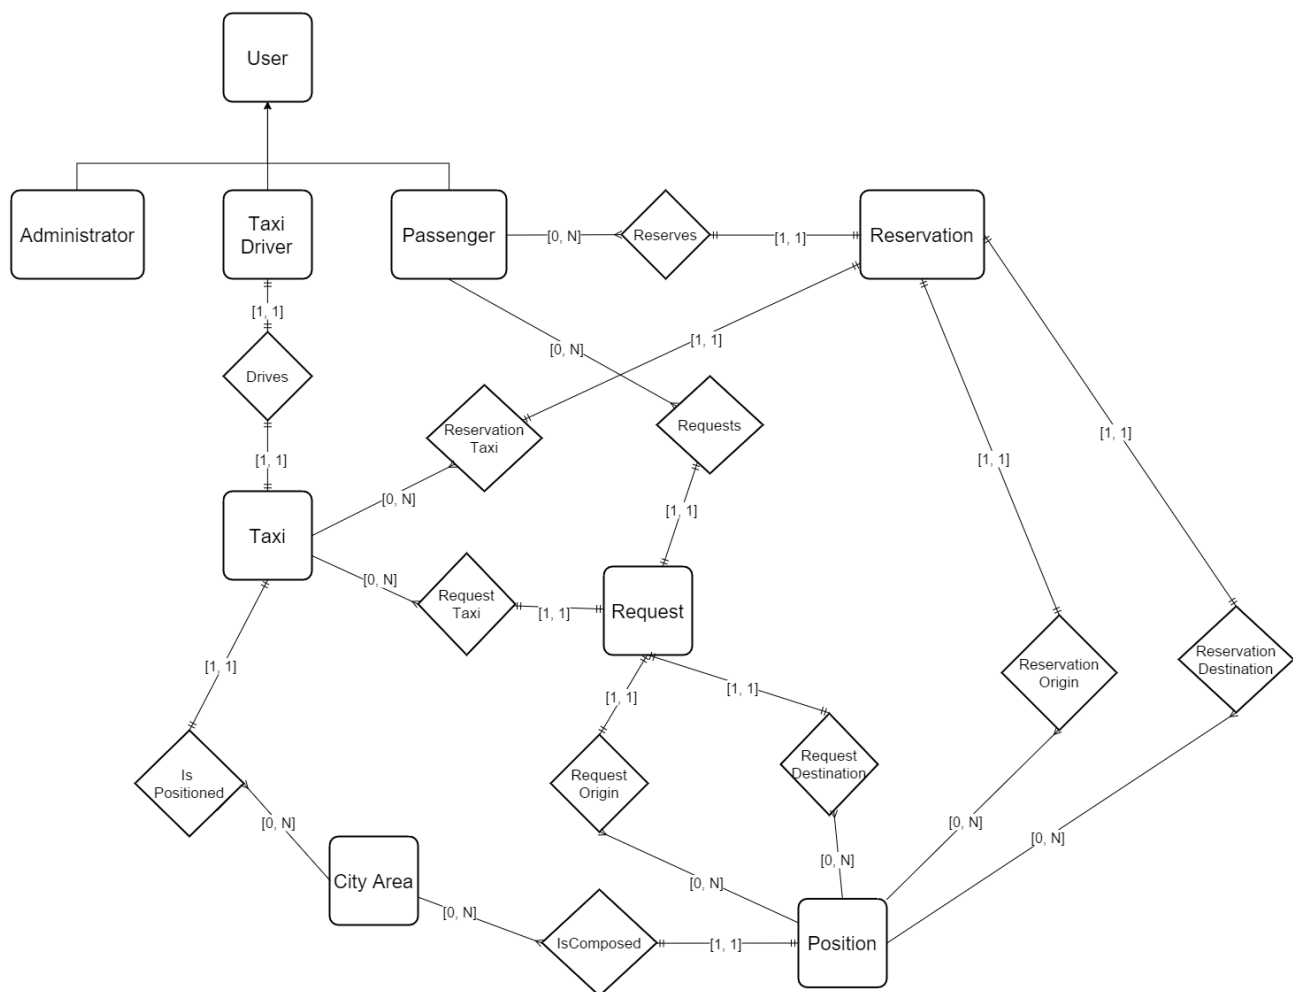 User
Administrator
Taxi
Driver
Passenger
[0, N]
Reserves
[1, 1]
Reservation
[1, 1]
[1, 1]
[0, N]
Drives
Reservation
Taxi
Requests
[1, 1]
[1, 1]
[1, 1]
[0, N]
[1, 1]
Taxi
[0, N]
Request
Taxi
[1, 1]
Request
[1, 1]
[1, 1]
[1, 1]
Reservation
Origin
Reservation
Destination
Is
Positioned
Request
Origin
Request
Destination
[0, N]
[0, N]
[0, N]
[0, N]
City Area
[0, N]
[0, N]
IsComposed
[1, 1]
Position